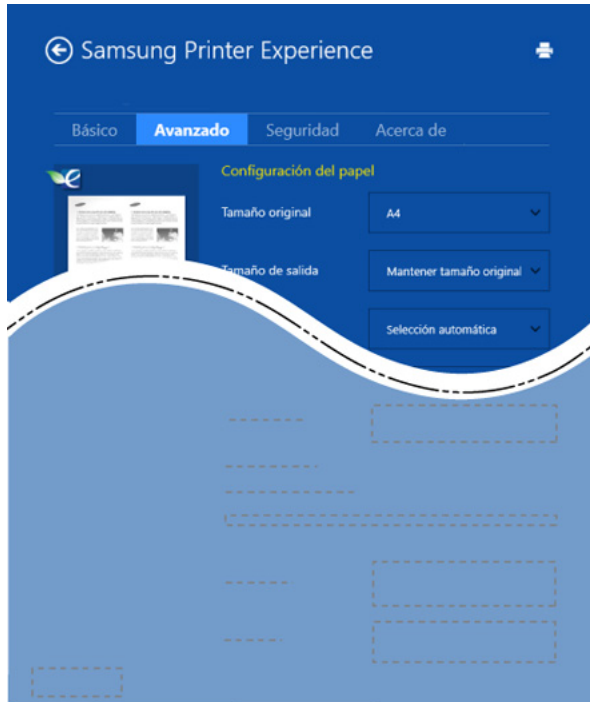 Samsung Printer Experience
Básico Avanzado Seguridad Acerca de
Configuración del papel
Tamaño original A4
Tamaño de salida Mantener tamaño original
Selección automática